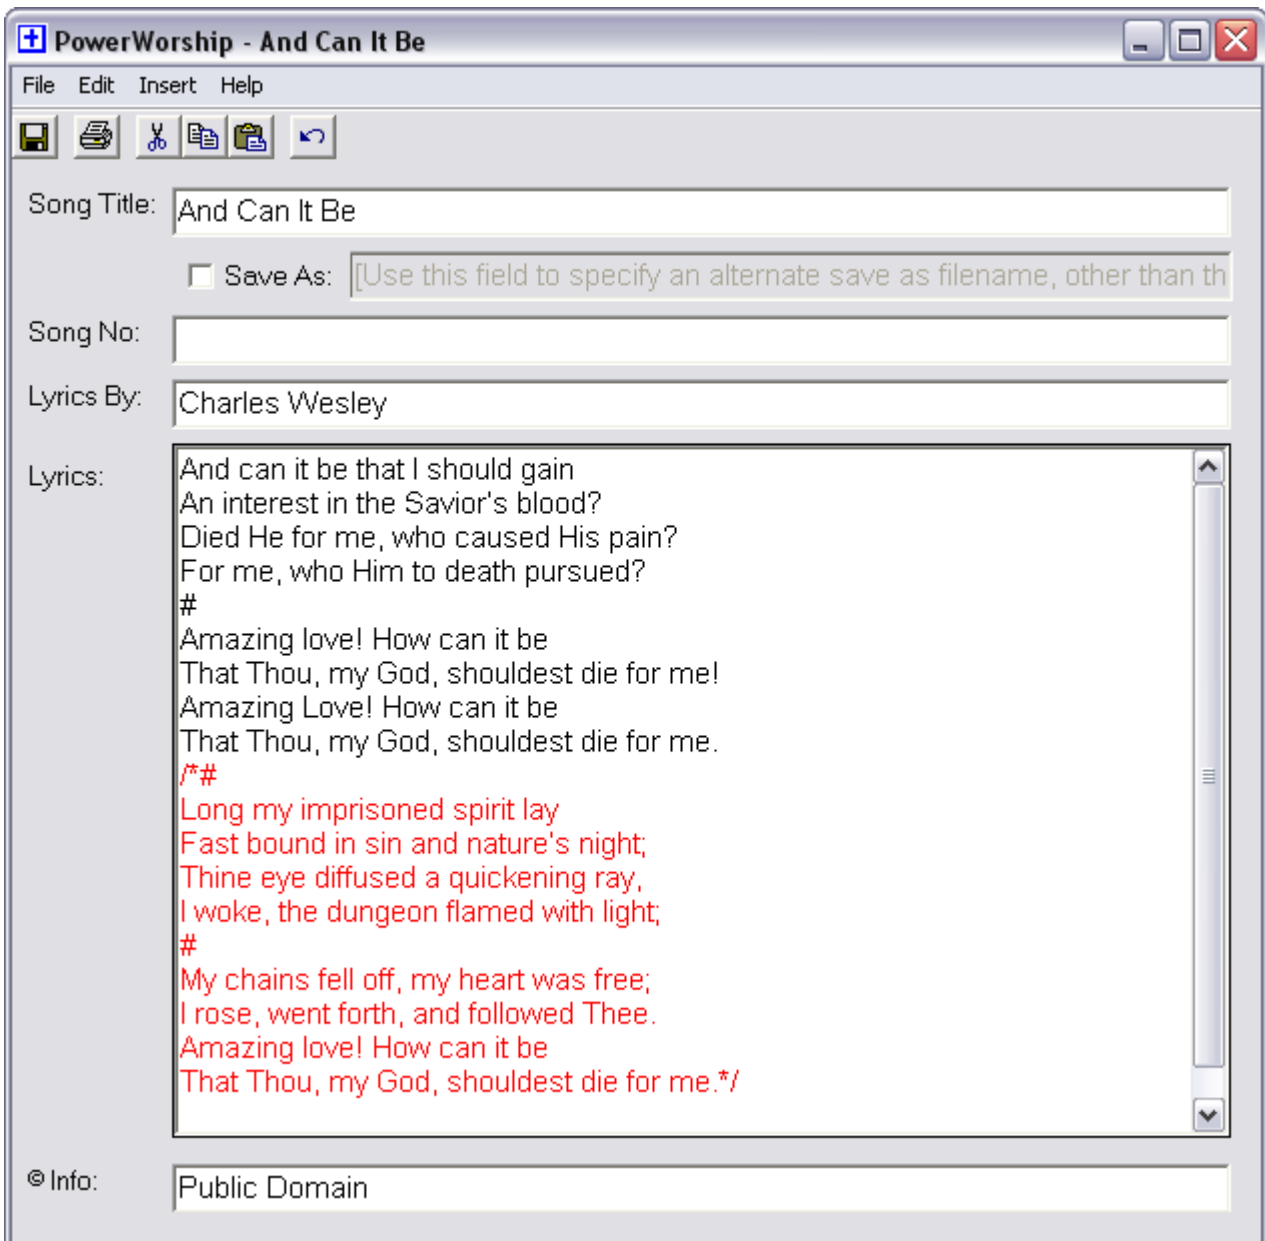 PowerWorship - And Can It Be
File Edit Insert Help
Song Title: And Can It Be
Save As: [Use this field to specify an alternate save as filename, other than th
Song No:
Lyrics By: Charles Wesley
Lyrics:
And can it be that I should gain
An interest in the Savior's blood?
Died He for me, who caused His pain?
For me, who Him to death pursued?
#
Amazing love! How can it be
That Thou, my God, shouldest die for me!
Amazing Love! How can it be
That Thou, my God, shouldest die for me.
/*#
Long my imprisoned spirit lay
Fast bound in sin and nature's night;
Thine eye diffused a quickening ray,
I woke, the dungeon flamed with light;
#
My chains fell off, my heart was free;
I rose, went forth, and followed Thee.
Amazing love! How can it be
That Thou, my God, shouldest die for me.*/
© Info: Public Domain